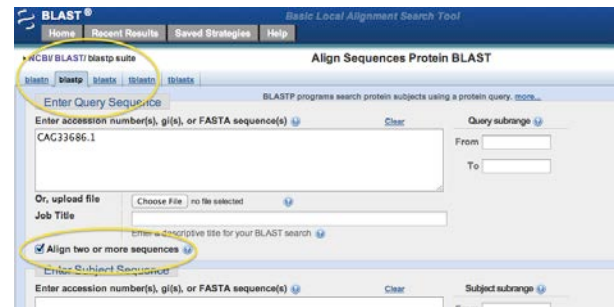 BLAST® Basic Local Alignment Search Tool
Home Recent Results Saved Strategies Help
NCBI/ BLAST/ blastp suite Align Sequences Protein BLAST
blastn blastp blastx tblastn tblastx
Enter Query Sequence BLASTP programs search protein subjects using a protein query. more...
Enter accession number(s), gi(s), or FASTA sequence(s) Clear Query subrange
CAG33686.1
From
To
Or, upload file Choose File no file selected
Job Title
Enter a descriptive title for your BLAST search
Align two or more sequences
Enter Subject Sequence
Enter accession number(s), gi(s), or FASTA sequence(s) Clear Subject subrange